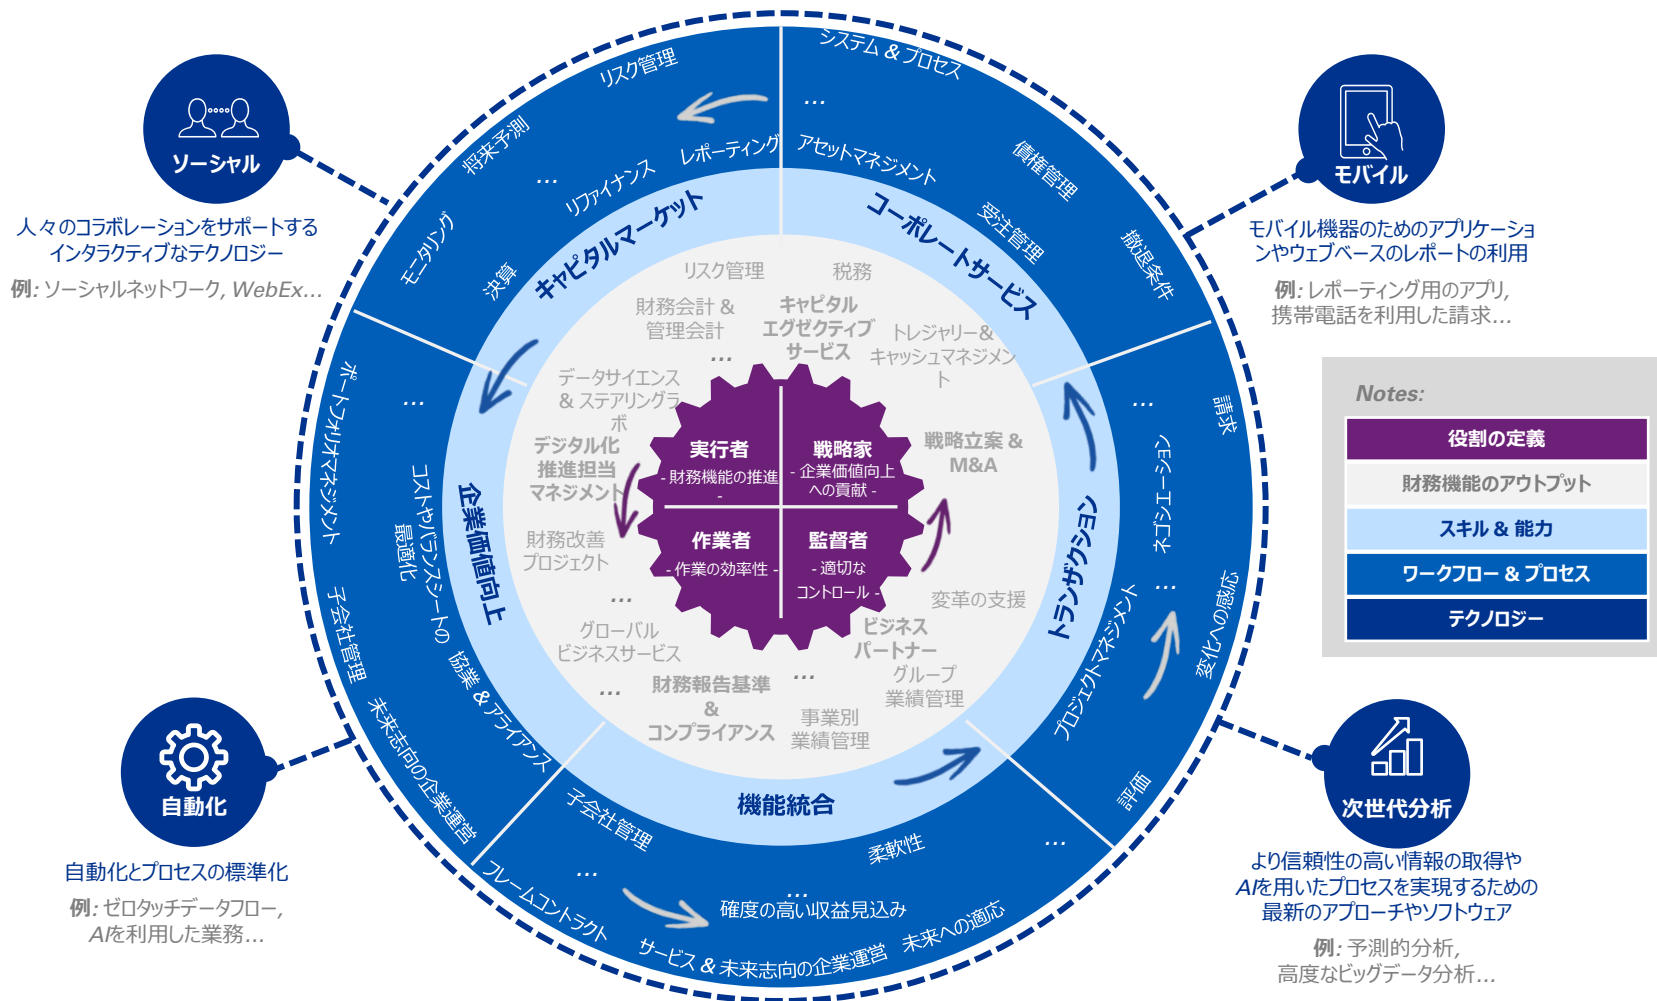 システム & プロセス
リスク管理
...
将来予測
レポーティング
アセットマネジメント
債権管理
...
リファイナンス
モニタリング
決算
受注管理
撤退条件
キャピタルマーケット
コーポレートサービス
ソーシャル
人々のコラボレーションをサポートする
インタラクティブなテクノロジー
例: ソーシャルネットワーク, WebEx...
モバイル
モバイル機器のためのアプリケーショ
ンやウェブベースのレポートの利用
例: レポーティング用のアプリ,
携帯電話を利用した請求...
リスク管理
税務
財務会計 &
管理会計
...
キャピタル
エグゼクティブ
サービス
トレジャリー &
キャッシュマネジメン
ト
データサイエンス
& ステアリングラ
ボ
デジタル化
推進担当
マネジメント
戦略立案 &
M&A
実行者
- 財務機能の推進
-
戦略家
- 企業価値向上
への貢献 -
作業者
- 作業の効率性 -
監督者
- 適切な
コントロール -
財務改善
プロジェクト
...
グローバル
ビジネスサービス
...
変革の支援
ビジネス
パートナー
グループ
業績管理
...
財務報告基準
&
コンプライアンス
事業別
業績管理
企業価値向上
トランザクション
機能統合
ポートフォリオマネジメント
...
コストやバランスシートの
最適化
子会社管理
協業 & アライアンス
未来志向の企業運営
請求
...
ネゴシエーション
...
変化への感応
プロジェクトマネジメント
評価
子会社管理
...
フレームコントラクト
柔軟性
...
...
確度の高い収益見込み
サービス & 未来志向の企業運営
未来への適応
Notes:
役割の定義
財務機能のアウトプット
スキル & 能力
ワークフロー & プロセス
テクノロジー
自動化
自動化とプロセスの標準化
例: ゼロタッチデータフロー,
AIを利用した業務...
次世代分析
より信頼性の高い情報の取得や
AIを用いたプロセスを実現するための
最新のアプローチやソフトウェア
例: 予測的分析,
高度なビッグデータ分析...